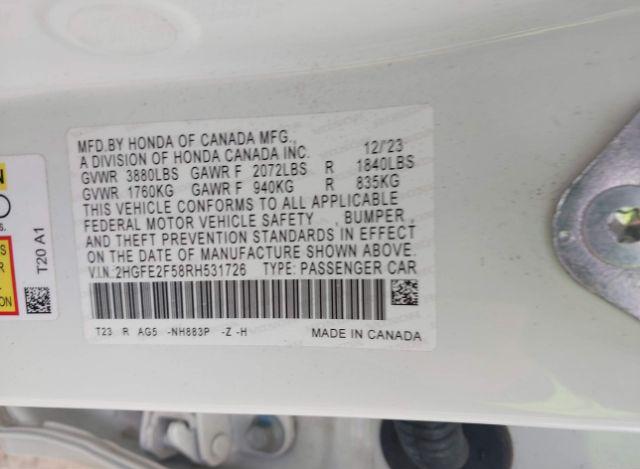 MFD.BY HONDA OF CANADA MFG., 12/'23
A DIVISION OF HONDA CANADA INC.
GVWR 3880LBS GAWR F 2072LBS R 1840LBS
GVWR 1760KG GAWR F 940KG R 835KG
THIS VEHICLE CONFORMS TO ALL APPLICABLE
FEDERAL MOTOR VEHICLE SAFETY , BUMPER ,
AND THEFT PREVENTION STANDARDS IN EFFECT
ON THE DATE OF MANUFACTURE SHOWN ABOVE.
V.I.N. 2HGFE2F58RH531726 TYPE: PASSENGER CAR
T23 R AG5 -NH883P -Z -H MADE IN CANADA
T20 A1